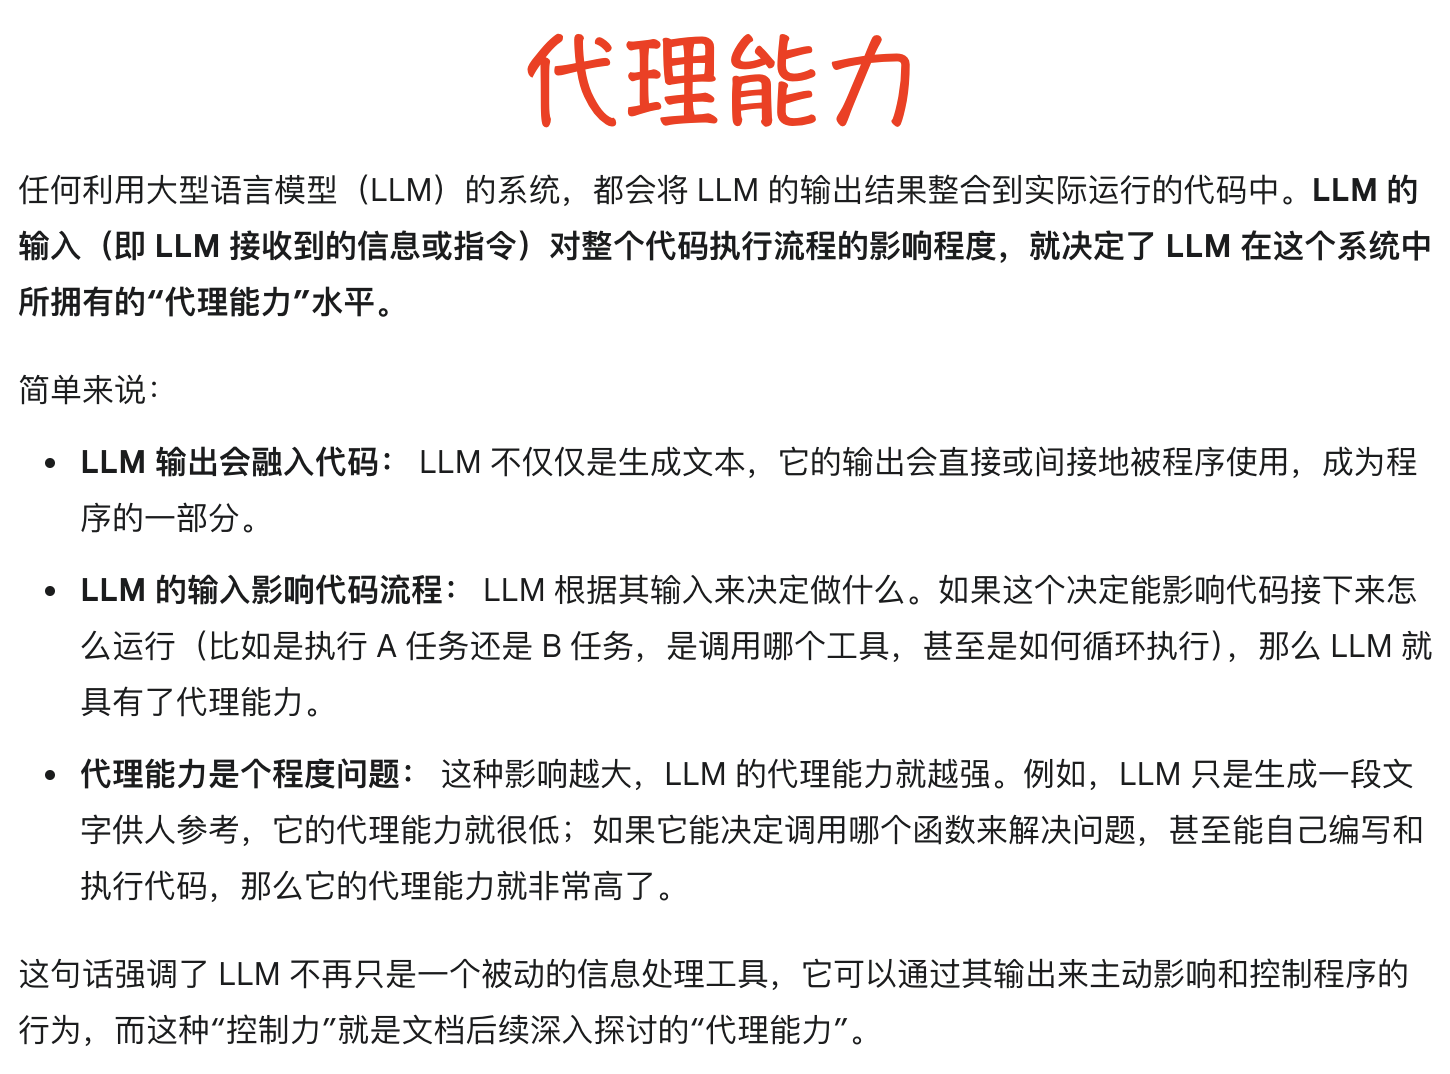 代理能力
任何利用大型语言模型（LLM）的系统，都会将 LLM 的输出结果整合到实际运行的代码中。LLM 的
输入（即 LLM 接收到的信息或指令）对整个代码执行流程的影响程度，就决定了 LLM 在这个系统中
所拥有的“代理能力”水平。
简单来说：
• LLM 输出会融入代码： LLM 不仅仅是生成文本，它的输出会直接或间接地被程序使用，成为程
序的一部分。
• LLM 的输入影响代码流程： LLM 根据其输入来决定做什么。如果这个决定能影响代码接下来怎
么运行（比如是执行 A 任务还是 B 任务，是调用哪个工具，甚至是如何循环执行），那么 LLM 就
具有了代理能力。
• 代理能力是个程度问题： 这种影响越大，LLM 的代理能力就越强。例如，LLM 只是生成一段文
字供人参考，它的代理能力就很低；如果它能决定调用哪个函数来解决问题，甚至能自己编写和
执行代码，那么它的代理能力就非常高了。
这句话强调了 LLM 不再只是一个被动的信息处理工具，它可以通过其输出来主动影响和控制程序的
行为，而这种“控制力”就是文档后续深入探讨的“代理能力”。